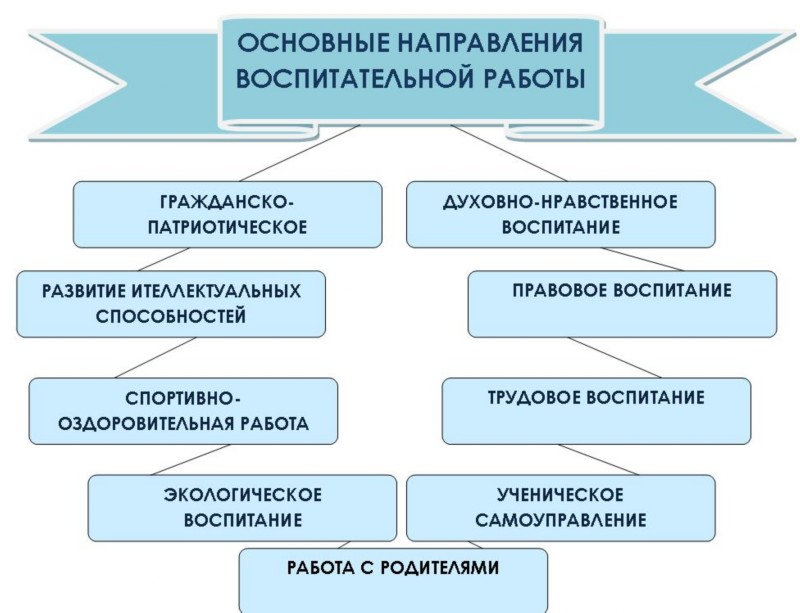 ОСНОВНЫЕ НАПРАВЛЕНИЯ
ВОСПИТАТЕЛЬНОЙ РАБОТЫ
ГРАЖДАНСКО-
ПАТРИОТИЧЕСКОЕ
ДУХОВНО-НРАВСТВЕННОЕ
ВОСПИТАНИЕ
РАЗВИТИЕ ИТЕЛЛЕКТУАЛЬНЫХ
СПОСОБНОСТЕЙ
ПРАВОВОЕ ВОСПИТАНИЕ
СПОРТИВНО-
ОЗДОРОВИТЕЛЬНАЯ РАБОТА
ТРУДОВОЕ ВОСПИТАНИЕ
ЭКОЛОГИЧЕСКОЕ
ВОСПИТАНИЕ
УЧЕНИЧЕСКОЕ
САМОУПРАВЛЕНИЕ
РАБОТА С РОДИТЕЛЯМИ